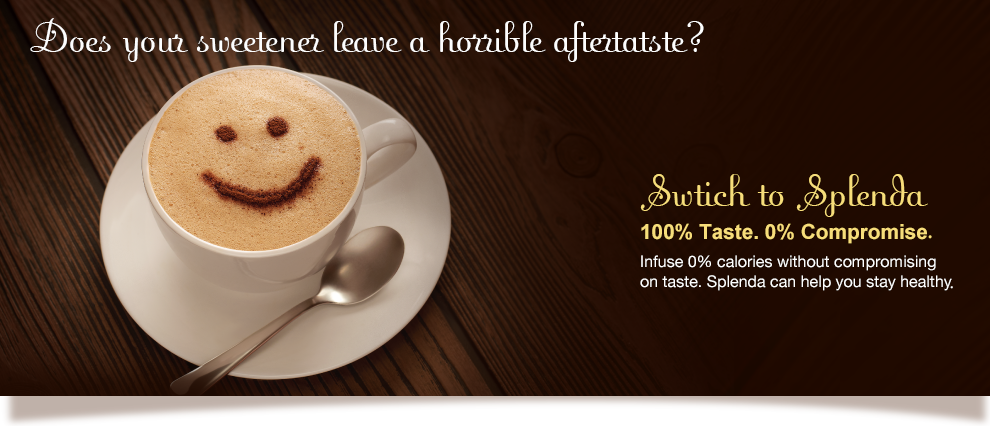 Does your sweetener leave a horrible aftertatste?
Swtich to Splenda
100% Taste. 0% Compromise.
Infuse 0% calories without compromising
on taste. Splenda can help you stay healthy.